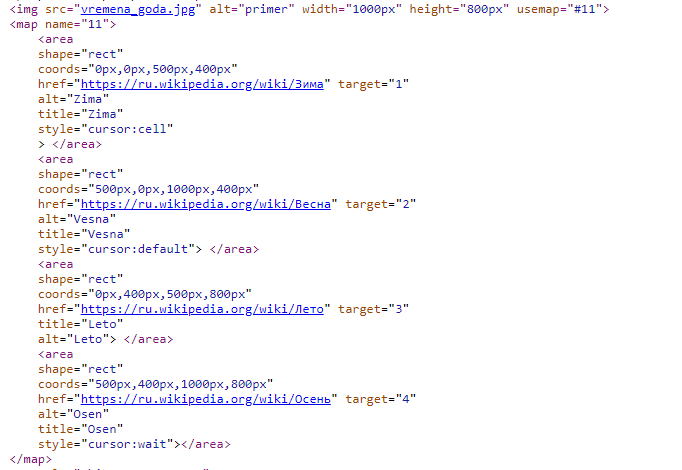 <img src="vremena_goda.jpg" alt="primer" width="1000px" height="800px" usemap="#11">
<map name="11">
<area
shape="rect"
coords="0px,0px,500px,400px"
href="https://ru.wikipedia.org/wiki/Зима" target="1"
alt="Zima"
title="Zima"
style="cursor:cell"
> </area>
<area
shape="rect"
coords="500px,0px,1000px,400px"
href="https://ru.wikipedia.org/wiki/Весна" target="2"
alt="Vesna"
title="Vesna"
style="cursor:default"> </area>
<area
shape="rect"
coords="0px,400px,500px,800px"
href="https://ru.wikipedia.org/wiki/Лето" target="3"
title="Leto"
alt="Leto"> </area>
<area
shape="rect"
coords="500px,400px,1000px,800px"
href="https://ru.wikipedia.org/wiki/Осень" target="4"
alt="Osen"
title="Osen"
style="cursor:wait"></area>
</map>